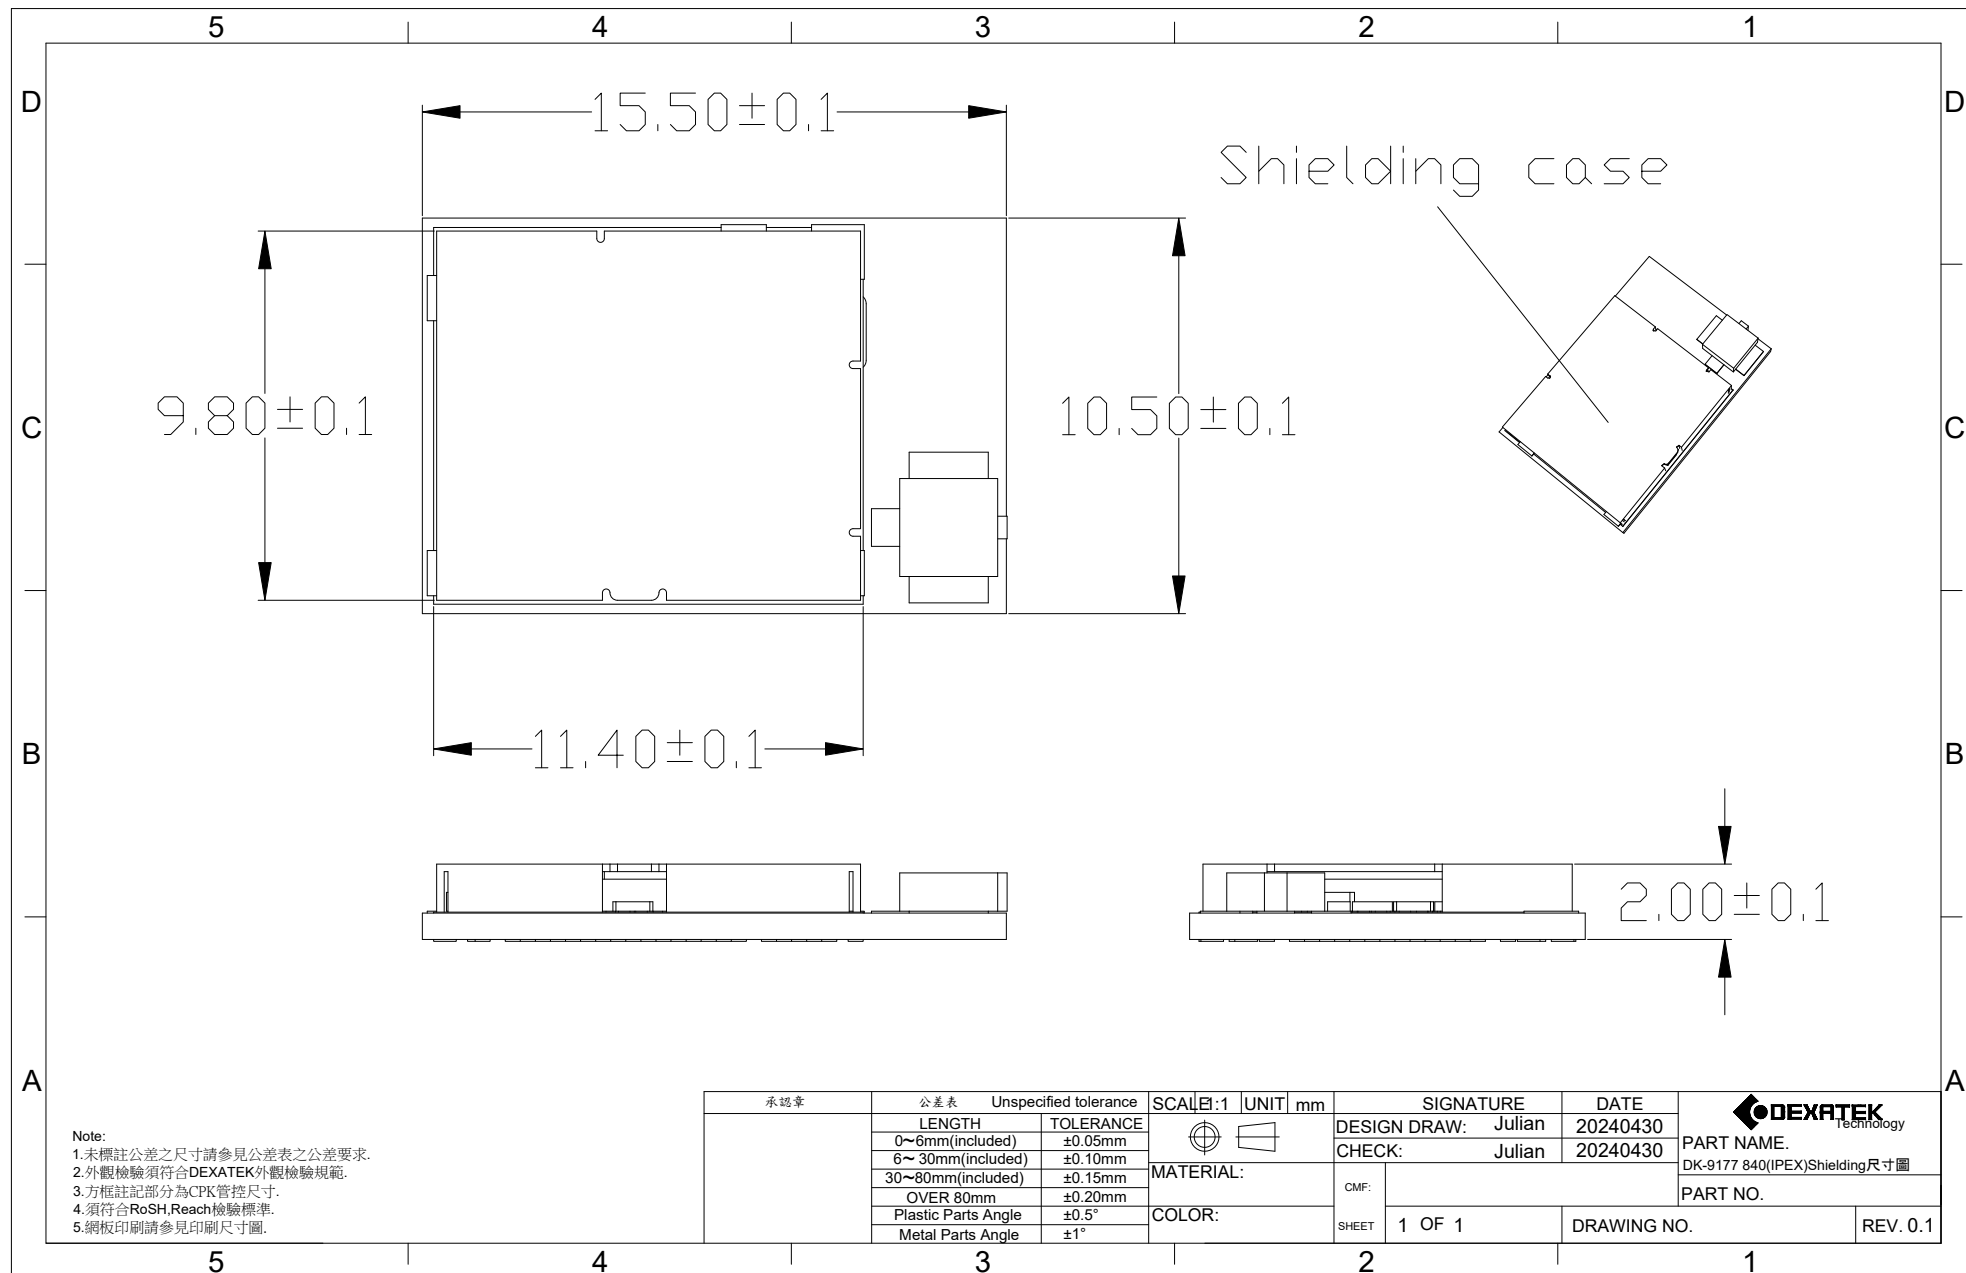 5 4 3 2 1
D D
15.50±0.1
Shielding case
9.80±0.1
10.50±0.1
C C
11.40±0.1
B B
2.00±0.1
A A
Note:
1.未標註公差之尺寸請參見公差表之公差要求.
2.外觀檢驗須符合DEXATEK外觀檢驗規範.
3.方框註記部分為CPK管控尺寸.
4.須符合RoSH,Reach檢驗標準.
5.網板印刷請參見印刷尺寸圖.
承認章
公差表 Unspecified tolerance
LENGTH TOLERANCE
0~6mm(included) ±0.05mm
6~ 30mm(included) ±0.10mm
30~80mm(included) ±0.15mm
OVER 80mm ±0.20mm
Plastic Parts Angle ±0.5°
Metal Parts Angle ±1°
SCALE1:1 UNIT mm
MATERIAL:
COLOR:
SIGNATURE DATE
DESIGN DRAW: Julian 20240430
CHECK: Julian 20240430
CMF:
SHEET 1 OF 1
DEXATEK
Technology
PART NAME.
DK-9177 840(IPEX)Shielding尺寸圖
PART NO.
DRAWING NO. REV. 0.1
5 4 3 2 1